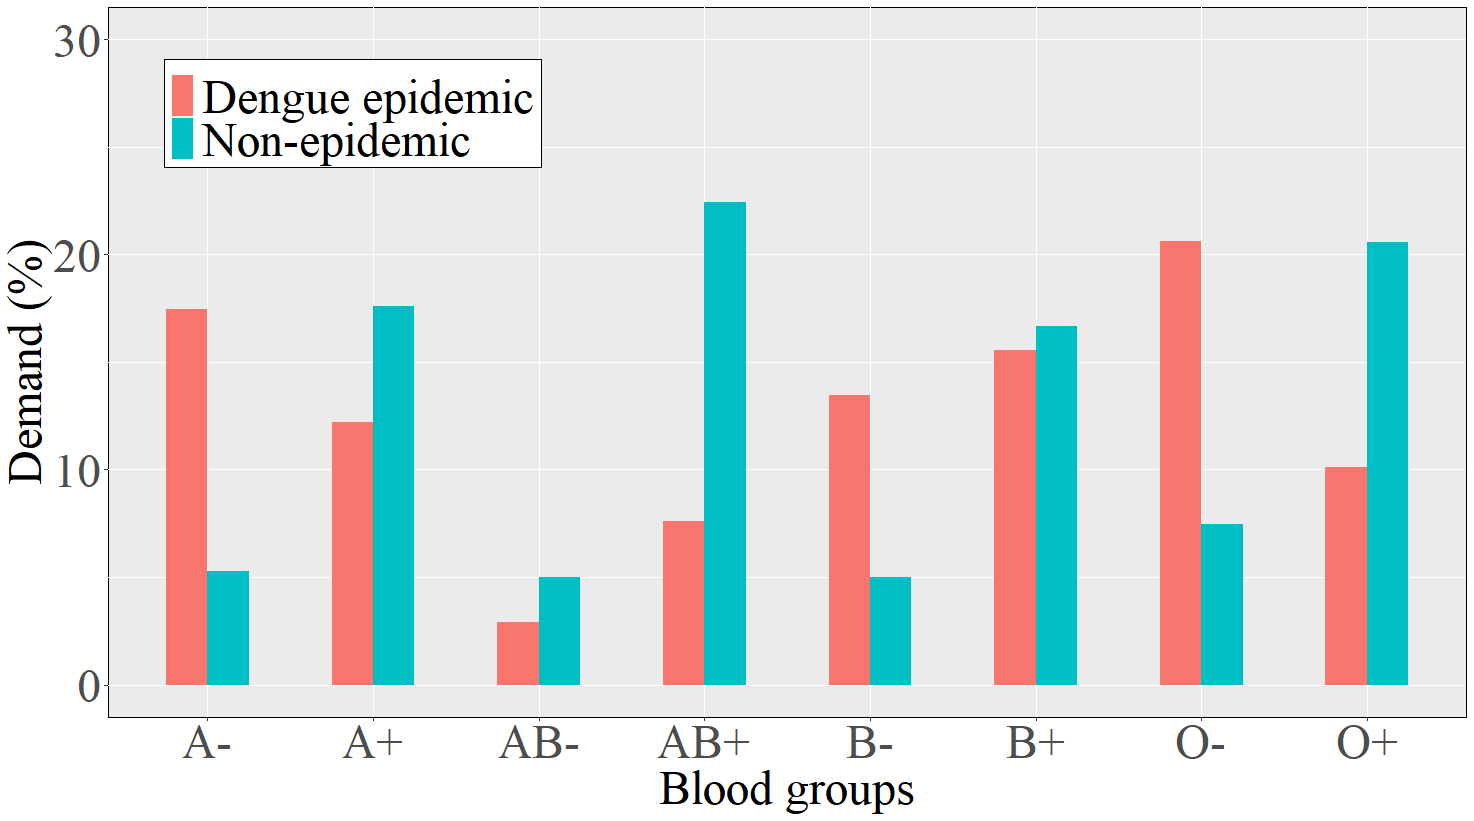 30
20
10
0
Demand (%)
Dengue epidemic
Non-epidemic
A- A+ AB- AB+ B- B+ O- O+
Blood groups